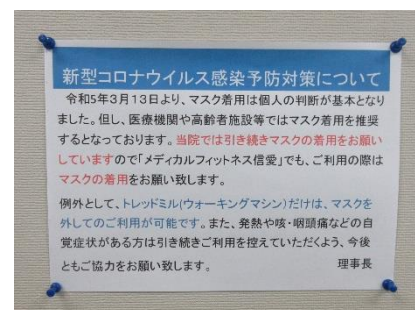 新型コロナウイルス感染予防対策について
令和5年3月13日より、マスク着用は個人の判断が基本となり
ました。但し、医療機関や高齢者施設等ではマスク着用を推奨
するとなっております。当院では引き続きマスクの着用をお願い
していますので「メディカルフィットネス信愛」でも、ご利用の際は
マスクの着用をお願い致します。
例外として、トレッドミル(ウォーキングマシン)だけは、マスクを
外してのご利用が可能です。また、発熱や咳・咽頭痛などの自
覚症状がある方は引き続きご利用を控えていただくよう、今後
ともご協力をお願い致します。 理事長